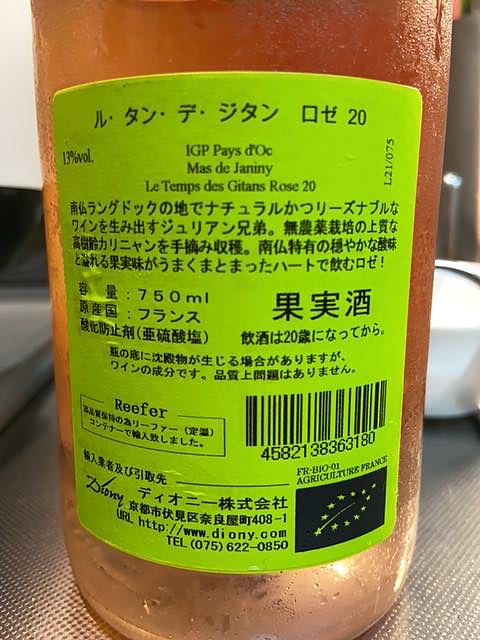 ル・タン・デ・ジタン ロゼ 20
13%vol.
IGP Pays d'Oc
Mas de Janiny
Le Temps des Gitans Rose 20
L21/075
南仏ラングドックの地でナチュラルかつリーズナブルな
ワインを生み出すジュリアン兄弟。無農薬栽培の上質な
高樹齢カリニャンを手摘み収穫。南仏特有の穏やかな酸味
と溢れる果実味がうまくまとまったハートで飲むロゼ!
容 量:750ml
原産国:フランス
酸化防止剤(亜硫酸塩)
果実酒
飲酒は20歳になってから。
瓶の底に沈殿物が生じる場合がありますが、
ワインの成分です。品質上問題はありません。
Reefer
高品質保持の為リーファー(定温)
コンテナーで輸入致しました。
4582138363180
輸入業者及び引取先
Diony ディオニー株式会社
京都市伏見区奈良屋町408-1
URL http://www.diony.com
TEL(075)622-0850
FR-BIO-01
AGRICULTURE FRANCE